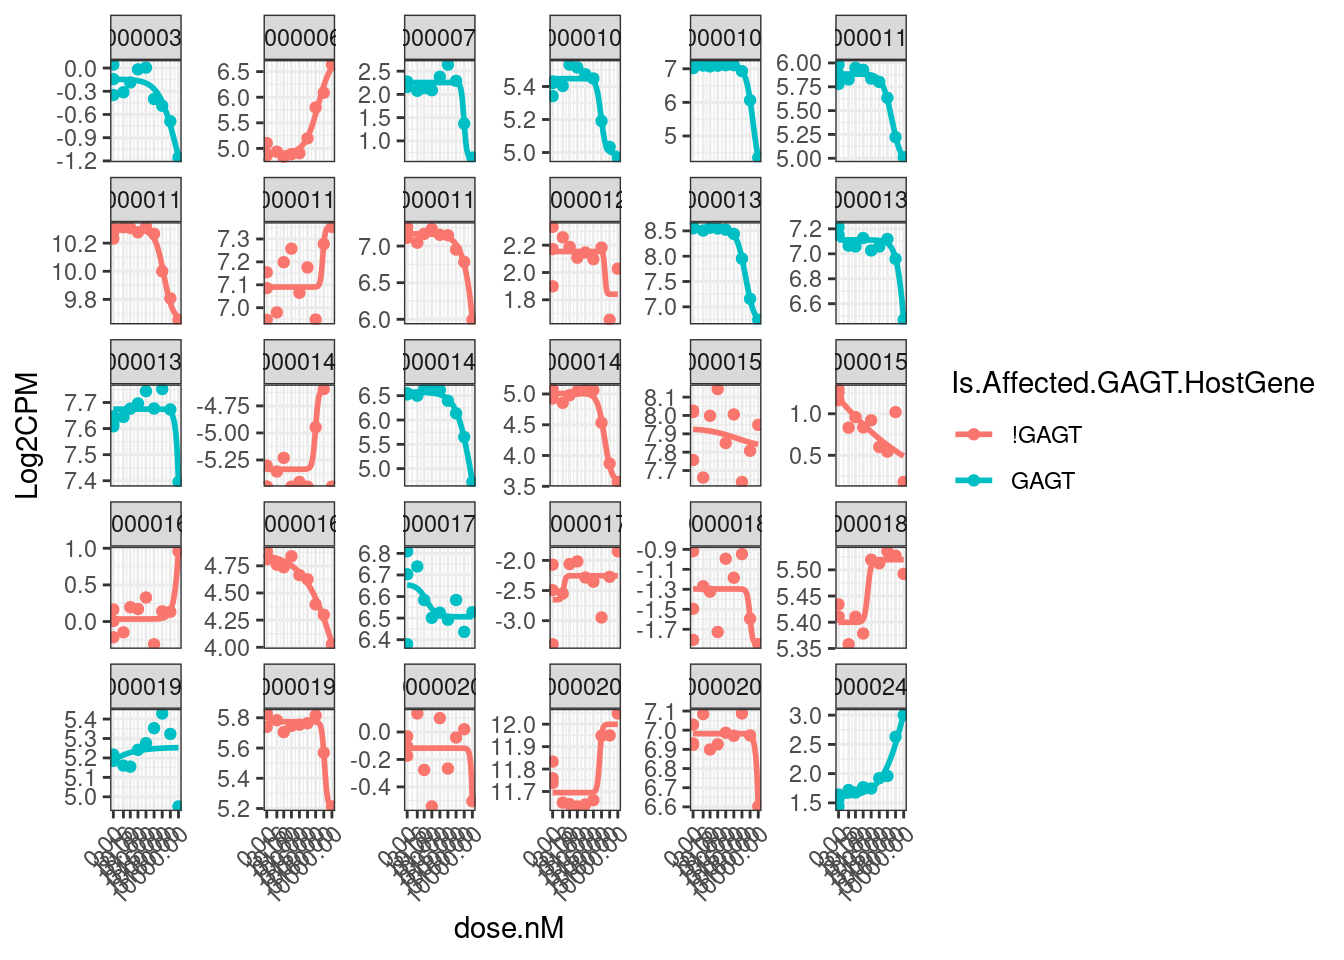 000003 000006 000007 000010 000010 000011
0.0 -0.3 -0.6 -0.9 -1.2
6.5 6.0 5.5 5.0
2.5 2.0 1.5 1.0
5.4 5.2 5.0
7 6 5
6.00 5.75 5.50 5.25 5.00
000011 000011 000011 000012 000013 000013
10.2 10.0 9.8
7.3 7.2 7.1 7.0
7.0 6.5 6.0
2.2 2.0 1.8
8.5 8.0 7.5 7.0
7.2 7.0 6.8 6.6
000013 000014 000014 000014 000015 000015
7.7 7.6 7.5 7.4
-4.75 -5.00 -5.25
6.5 6.0 5.5 5.0
5.0 4.5 4.0 3.5
8.1 8.0 7.9 7.8 7.7
1.0 0.5
000016 000016 000017 000017 000018 000018
1.0 0.5 0.0
4.75 4.50 4.25 4.00
6.8 6.7 6.6 6.5 6.4
-2.0 -2.5 -3.0
-0.9 -1.1 -1.3 -1.5 -1.7
5.50 5.45 5.40 5.35
000019 000019 000020 000020 000020 000024
5.4 5.3 5.2 5.1 5.0
5.8 5.6 5.4 5.2
0.0 -0.2 -0.4
12.0 11.9 11.8 11.7
7.1 7.0 6.9 6.8 6.7 6.6
3.0 2.5 2.0 1.5
Log2CPM
dose.nM
Is.Affected.GAGT.HostGene
!GAGT
GAGT